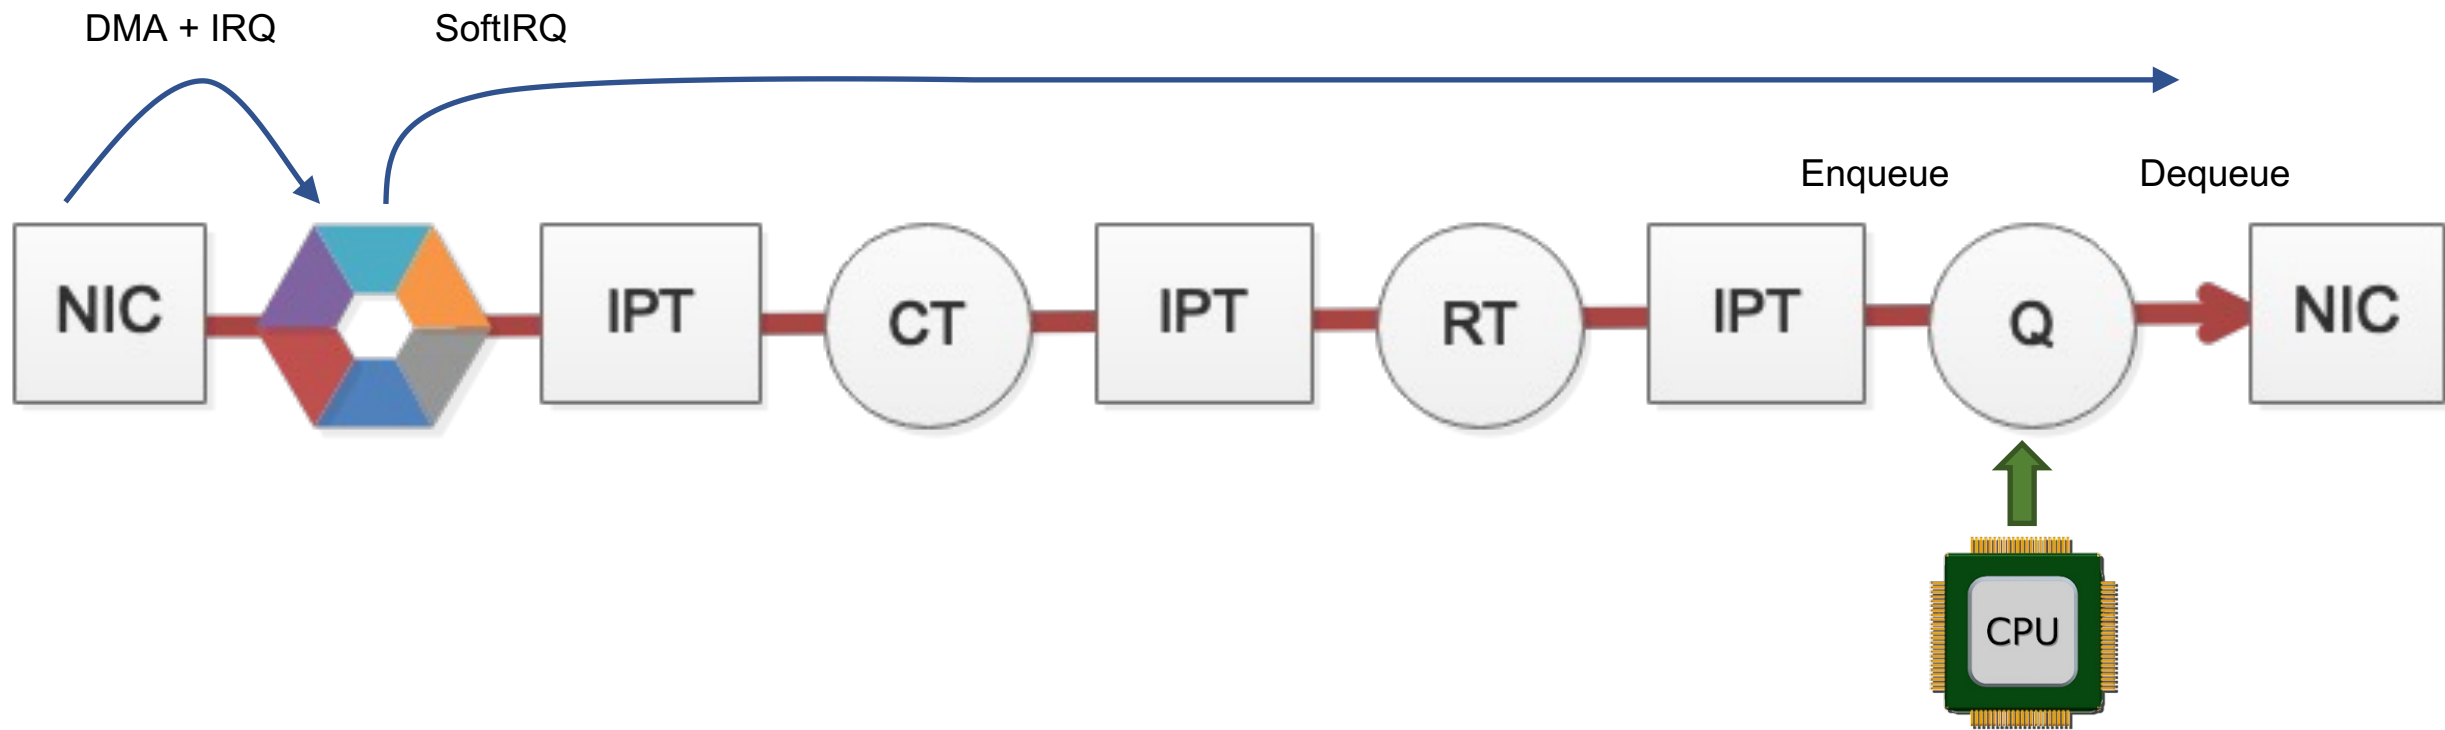 DMA + IRQ
SoftIRQ
Enqueue
Dequeue
NIC
IPT
CT
IPT
RT
IPT
Q
NIC
CPU